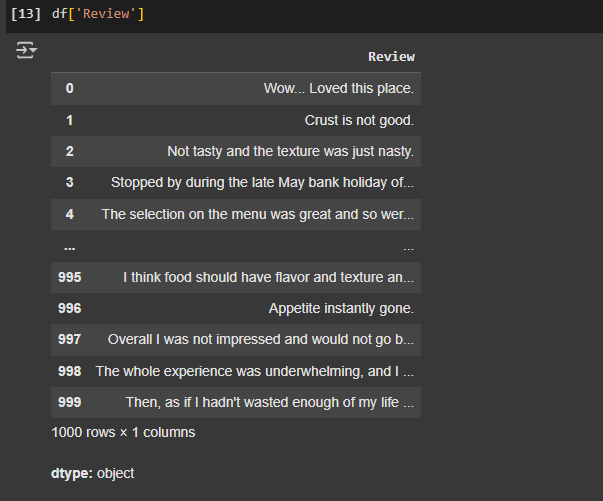 [13] df['Review']
Review
0 Wow... Loved this place.
1 Crust is not good.
2 Not tasty and the texture was just nasty.
3 Stopped by during the late May bank holiday of...
4 The selection on the menu was great and so wer...
... ...
995 I think food should have flavor and texture an...
996 Appetite instantly gone.
997 Overall I was not impressed and would not go b...
998 The whole experience was underwhelming, and I ...
999 Then, as if I hadn't wasted enough of my life ...
1000 rows × 1 columns
dtype: object